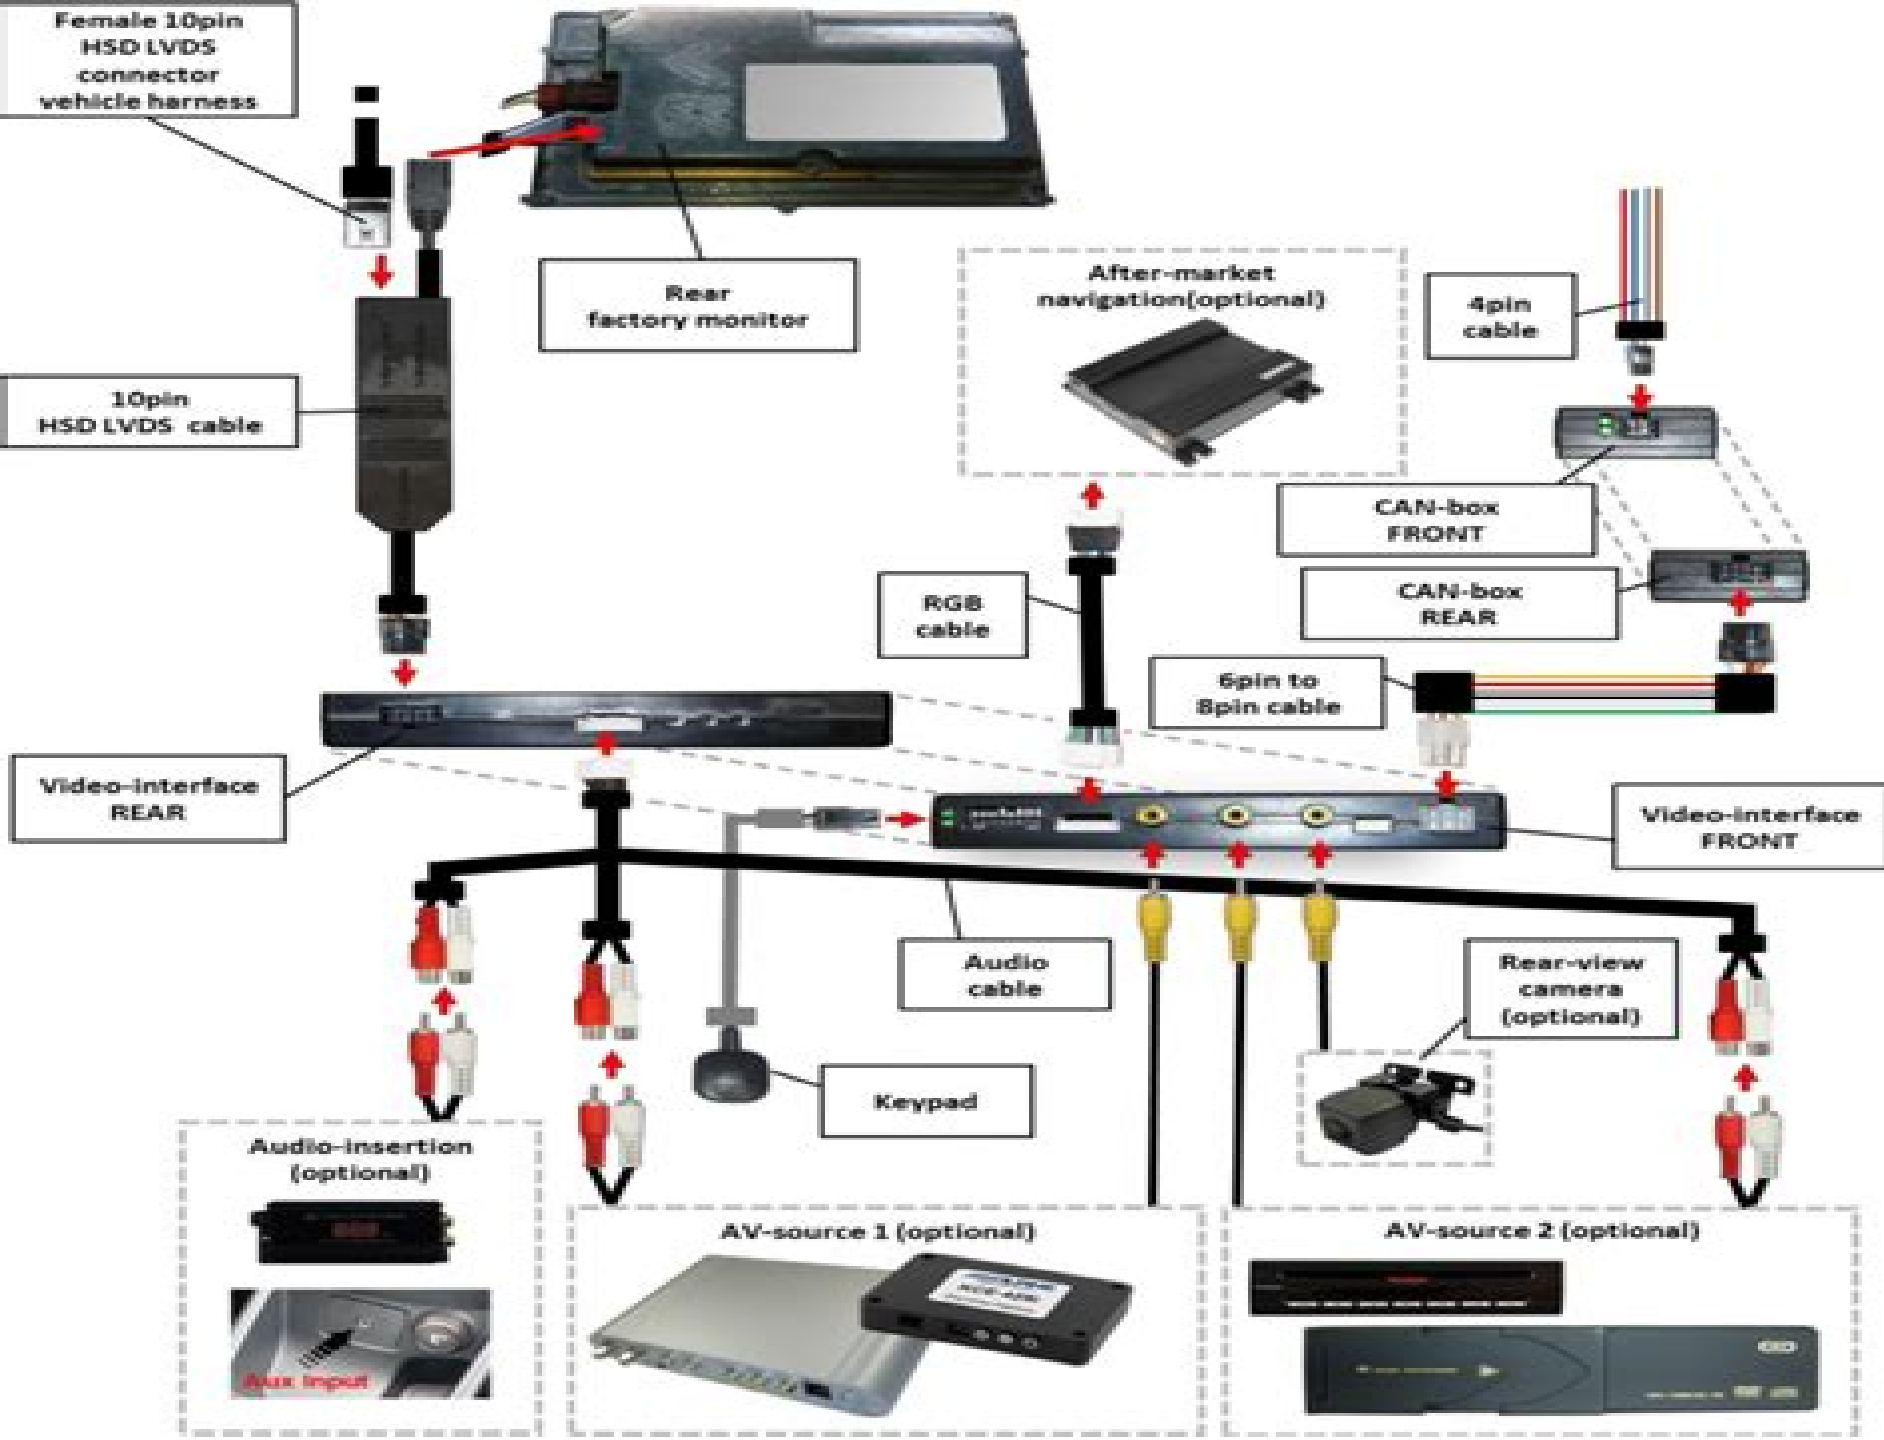 Female 10pin
HSD LVDS
connector
vehicle harness
Rear
factory monitor
After-market
navigation(optional)
4pin
cable
10pin
HSD LVDS cable
CAN-box
FRONT
CAN-box
REAR
RGB
cable
6pin to
8pin cable
Video-interface
REAR
Video-interface
FRONT
Audio
cable
Rear-view
camera
(optional)
Keypad
Audio-insertion
(optional)
Aux Input
AV-source 1 (optional)
AV-source 2 (optional)